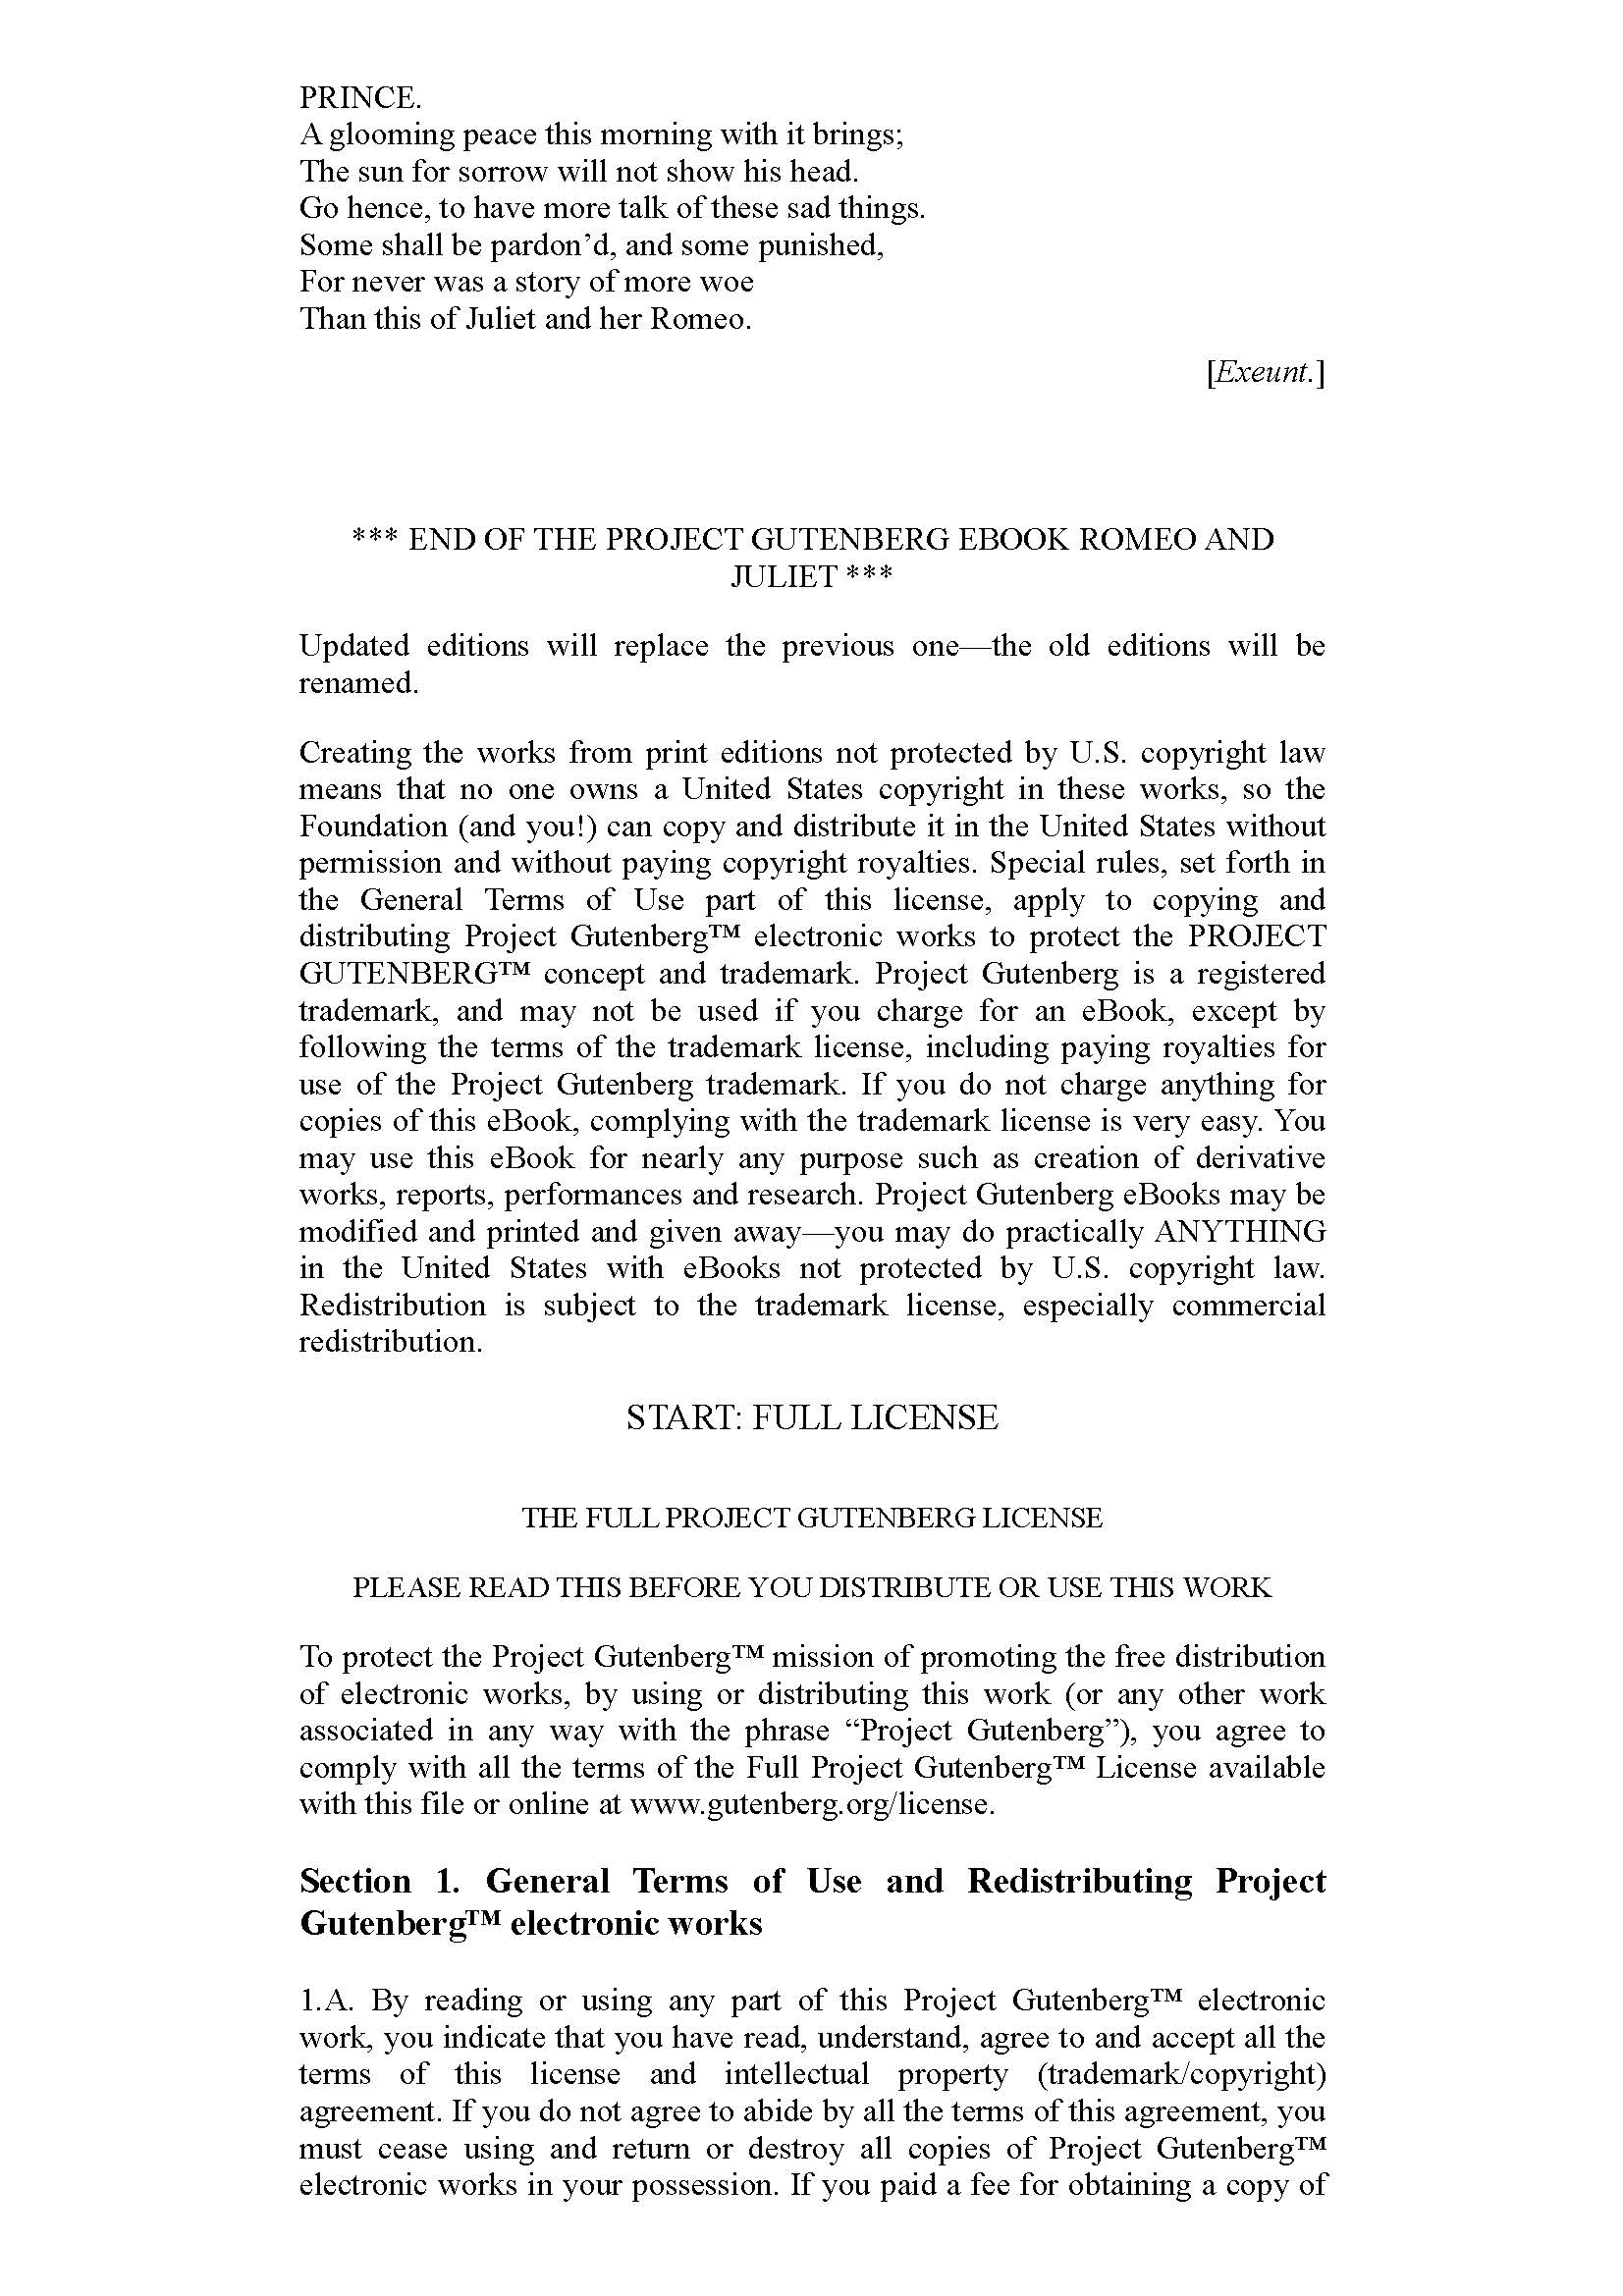 PRINCE.
A glooming peace this morning with it brings;
The sun for sorrow will not show his head.
Go hence, to have more talk of these sad things.
Some shall be pardon’d, and some punished,
For never was a story of more woe
Than this of Juliet and her Romeo.
[Exeunt.]
*** END OF THE PROJECT GUTENBERG EBOOK ROMEO AND
JULIET ***
Updated editions will replace the previous one—the old editions will be
renamed.
Creating the works from print editions not protected by U.S. copyright law
means that no one owns a United States copyright in these works, so the
Foundation (and you!) can copy and distribute it in the United States without
permission and without paying copyright royalties. Special rules, set forth in
the General Terms of Use part of this license, apply to copying and
distributing Project Gutenberg™ electronic works to protect the PROJECT
GUTENBERG™ concept and trademark. Project Gutenberg is a registered
trademark, and may not be used if you charge for an eBook, except by
following the terms of the trademark license, including paying royalties for
use of the Project Gutenberg trademark. If you do not charge anything for
copies of this eBook, complying with the trademark license is very easy. You
may use this eBook for nearly any purpose such as creation of derivative
works, reports, performances and research. Project Gutenberg eBooks may be
modified and printed and given away—you may do practically ANYTHING
in the United States with eBooks not protected by U.S. copyright law.
Redistribution is subject to the trademark license, especially commercial
redistribution.
START: FULL LICENSE
THE FULL PROJECT GUTENBERG LICENSE
PLEASE READ THIS BEFORE YOU DISTRIBUTE OR USE THIS WORK
To protect the Project Gutenberg™ mission of promoting the free distribution
of electronic works, by using or distributing this work (or any other work
associated in any way with the phrase “Project Gutenberg”), you agree to
comply with all the terms of the Full Project Gutenberg™ License available
with this file or online at www.gutenberg.org/license.
Section 1. General Terms of Use and Redistributing Project
Gutenberg™ electronic works
1.A. By reading or using any part of this Project Gutenberg™ electronic
work, you indicate that you have read, understand, agree to and accept all the
terms of this license and intellectual property (trademark/copyright)
agreement. If you do not agree to abide by all the terms of this agreement, you
must cease using and return or destroy all copies of Project Gutenberg™
electronic works in your possession. If you paid a fee for obtaining a copy of